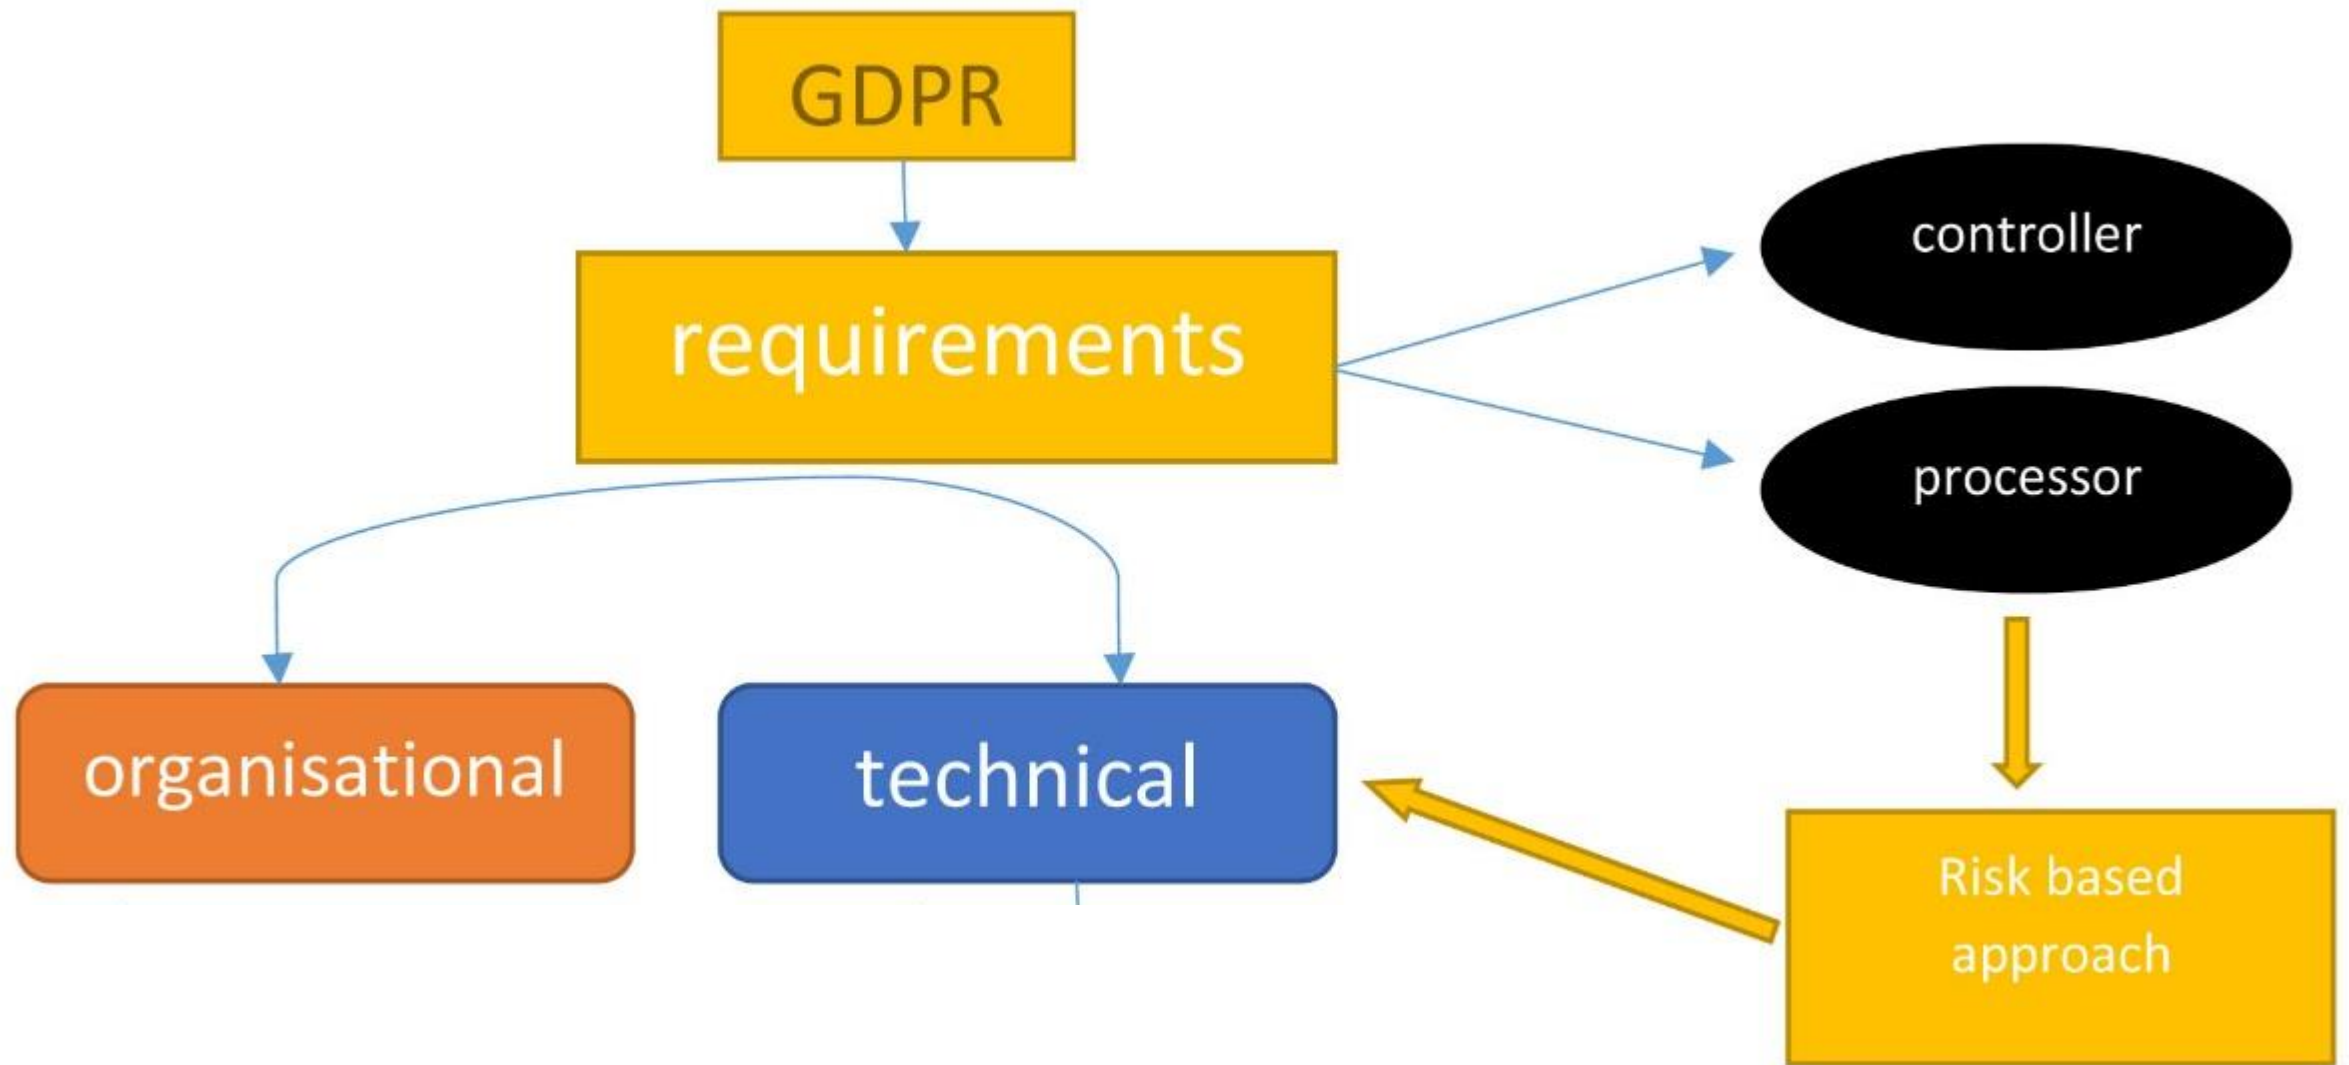 GDPR
requirements
controller
processor
organisational
technical
Risk based
approach